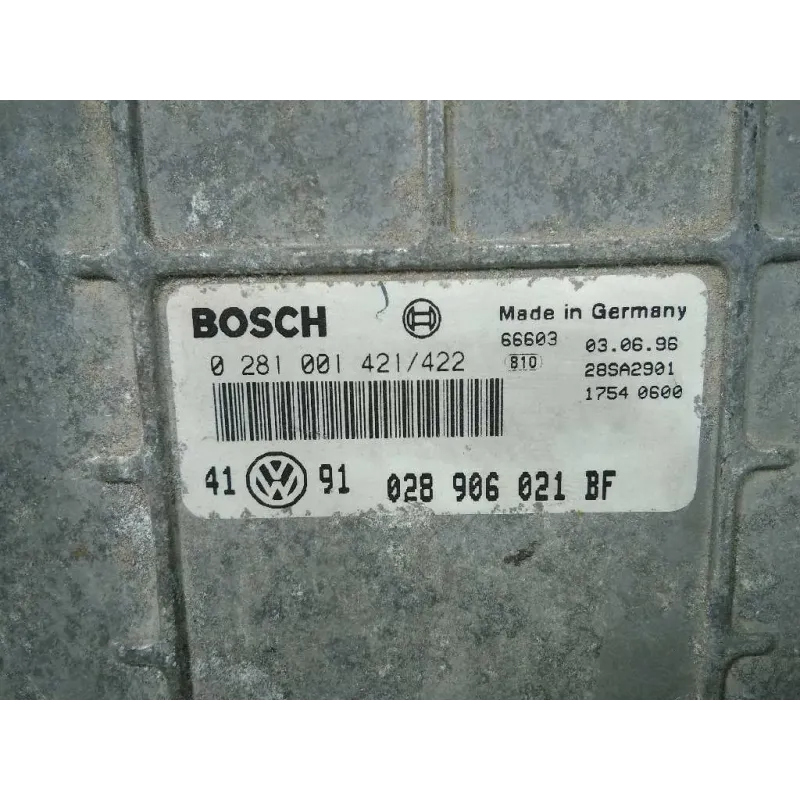 BOSCH
Made in Germany
0 281 001 421/422
66603
03.06.96
B10
28SA2901
1754 0600
41 VW 91 028 906 021 BF